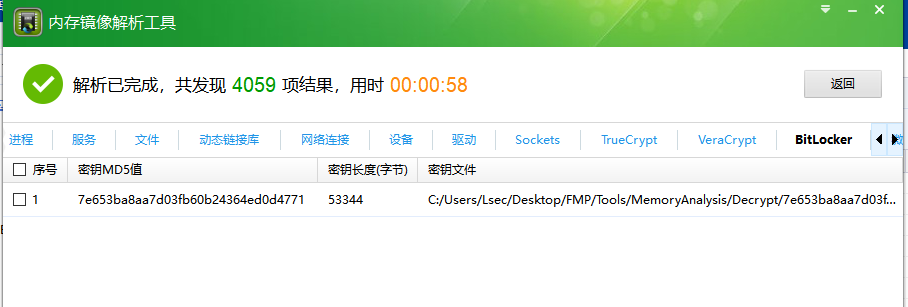 内存镜像解析工具
解析已完成，共发现 4059 项结果，用时 00:00:58
返回
进程 服务 文件 动态链接库 网络连接 设备 驱动 Sockets TrueCrypt VeraCrypt BitLocker
序号 密钥MD5值 密钥长度(字节) 密钥文件
1 7e653ba8aa7d03fb60b24364ed0d4771 53344 C:/Users/Lsec/Desktop/FMP/Tools/MemoryAnalysis/Decrypt/7e653ba8aa7d03f...